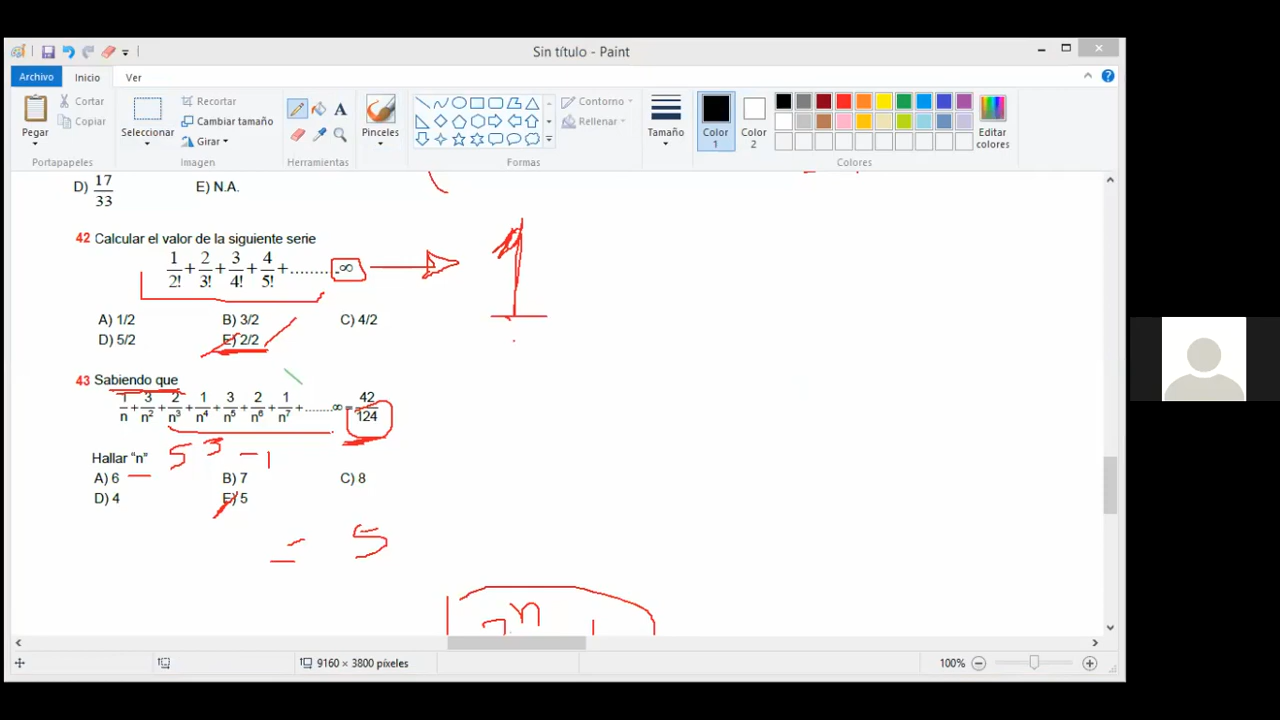 Sin título - Paint
Archivo Inicio Ver
Pegar
Cortar
Copiar
Portapapeles
Seleccionar
Recortar
Cambiar tamaño
Girar
Imagen
A
Herramientas
Pinceles
Contorno
Rellenar
Formas
Tamaño
Color 1
Color 2
Editar colores
Colores
D) 17/33 E) N.A.
42 Calcular el valor de la siguiente serie
1/2! + 2/3! + 3/4! + 4/5! + ........ ∞
1
A) 1/2 B) 3/2 C) 4/2
D) 5/2 E) 2/2
43 Sabiendo que
1/n + 3/n² + 2/n³ + 1/n⁴ + 3/n⁵ + 2/n⁶ + 1/n⁷ + ........∞ = 42/124
5³ - 1
Hallar “n”
A) 6 B) 7 C) 8
D) 4 E) 5
= 5
n
9160 × 3800 píxeles
100%